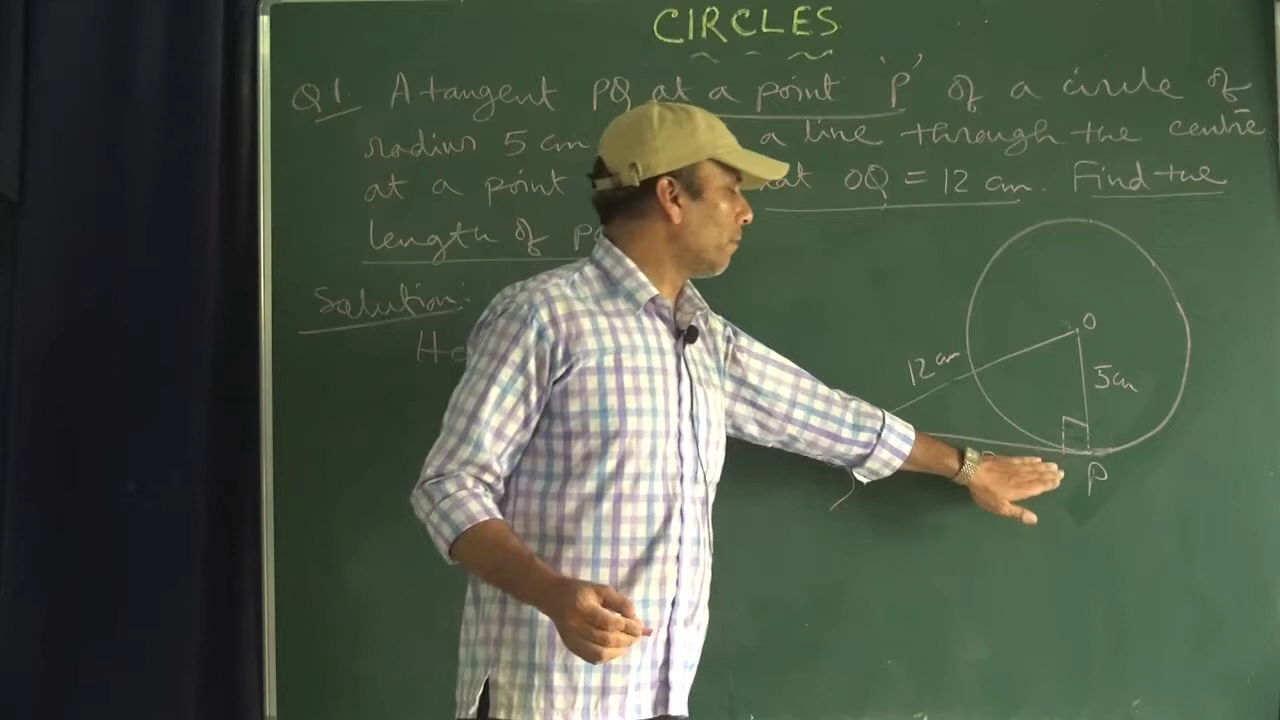 CIRCLES
Q1. A tangent PQ at a point 'P' of a circle of
radius 5 cm a line through the centre
at a point OQ = 12 cm. Find the
length of
Solution:
O
12 cm
5cm
P